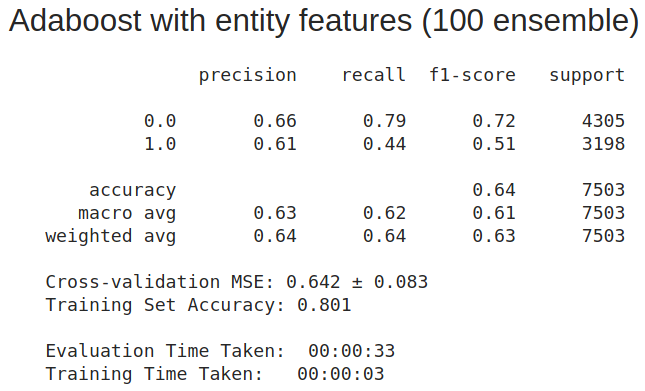 Adaboost with entity features (100 ensemble)
precision recall f1-score support
0.0 0.66 0.79 0.72 4305
1.0 0.61 0.44 0.51 3198
accuracy 0.64 7503
macro avg 0.63 0.62 0.61 7503
weighted avg 0.64 0.64 0.63 7503
Cross-validation MSE: 0.642 ± 0.083
Training Set Accuracy: 0.801
Evaluation Time Taken: 00:00:33
Training Time Taken: 00:00:03